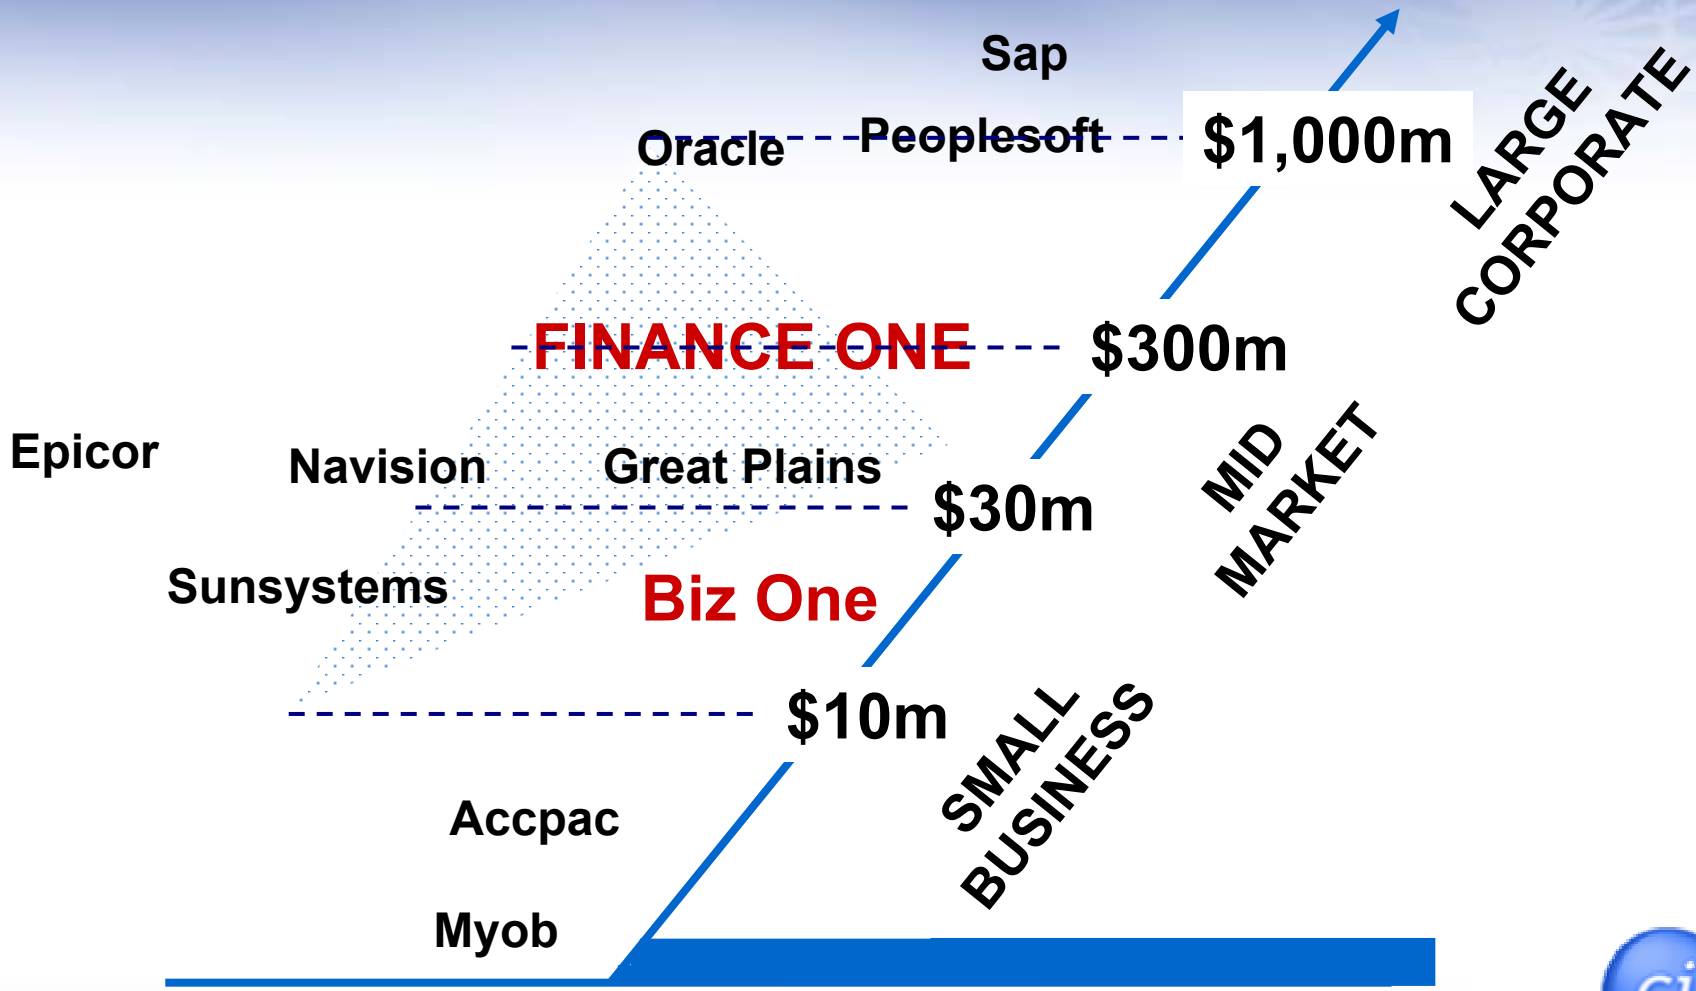 Sap
Oracle
Peoplesoft
$1,000m
LARGE
CORPORATE
FINANCE ONE
$300m
Epicor
Navision
Great Plains
$30m
MID
MARKET
Sunsystems
Biz One
$10m
SMALL
BUSINESS
Accpac
Myob